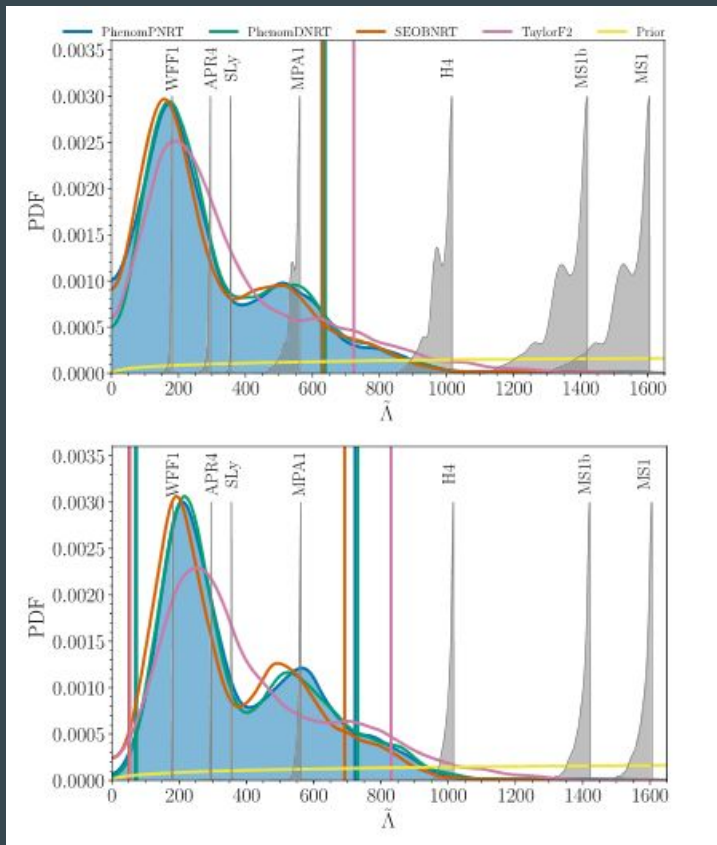 PhenomPNRT PhenomDNRT SEOBNRT TaylorF2 Prior
0.0035
0.0030
0.0025
0.0020
0.0015
0.0010
0.0005
0.0000
PDF
WFF1
APR4
SLy
MPA1
H4
MS1b
MS1
0 200 400 600 800 1000 1200 1400 1600
Λ̃
0.0035
0.0030
0.0025
0.0020
0.0015
0.0010
0.0005
0.0000
PDF
WFF1
APR4
SLy
MPA1
H4
MS1b
MS1
0 200 400 600 800 1000 1200 1400 1600
Λ̃